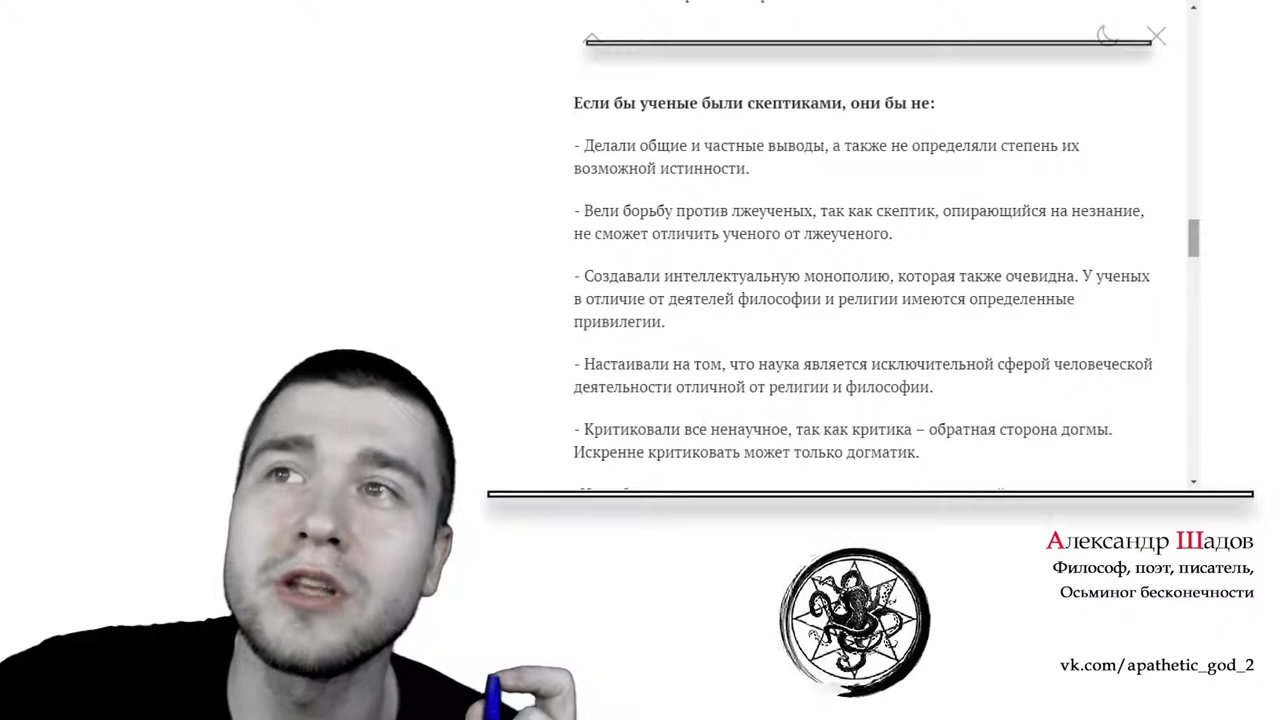 Если бы ученые были скептиками, они бы не:
- Делали общие и частные выводы, а также не определяли степень их
возможной истинности.
- Вели борьбу против лжеученых, так как скептик, опирающийся на незнание,
не сможет отличить ученого от лжеученого.
- Создавали интеллектуальную монополию, которая также очевидна. У ученых
в отличие от деятелей философии и религии имеются определенные
привилегии.
- Настаивали на том, что наука является исключительной сферой человеческой
деятельности отличной от религии и философии.
- Критиковали все ненаучное, так как критика – обратная сторона догмы.
Искренне критиковать может только догматик.
Александр Шадов
Философ, поэт, писатель,
Осьминог бесконечности
vk.com/apathetic_god_2